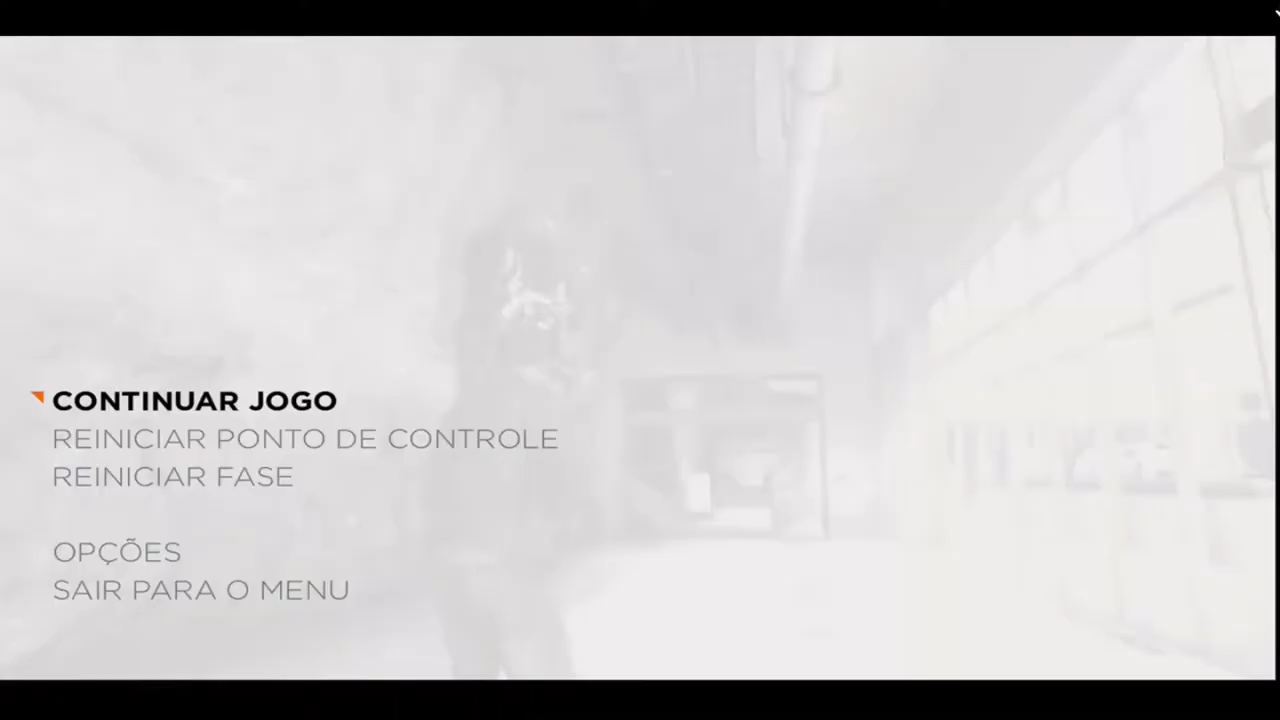 CONTINUAR JOGO
REINICIAR PONTO DE CONTROLE
REINICIAR FASE
OPÇÕES
SAIR PARA O MENU